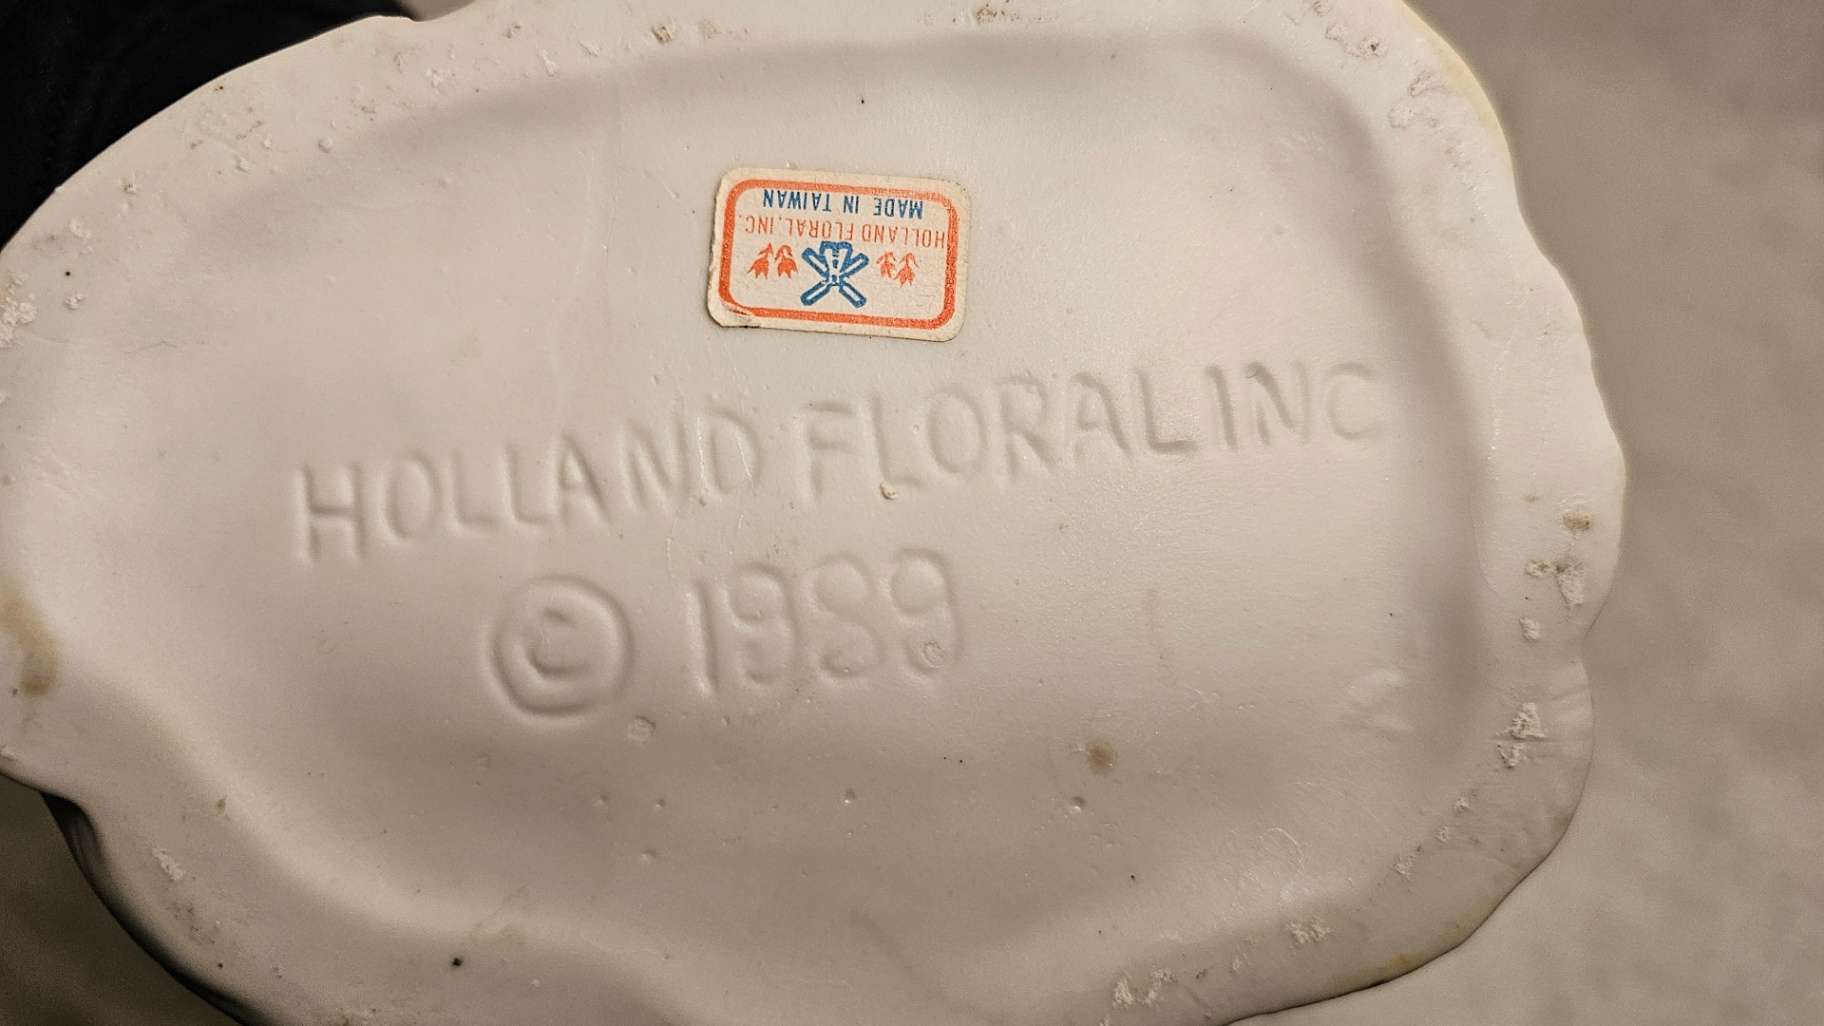 HOLLAND FLORAL, INC.
MADE IN TAIWAN
HOLLAND FLORAL INC
© 1989